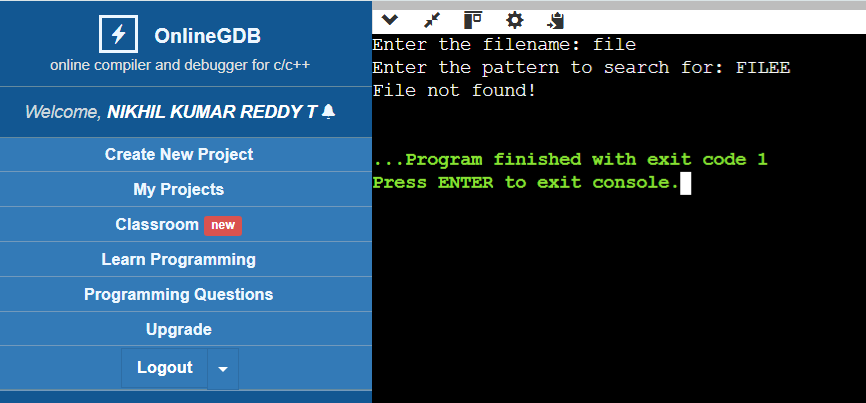 OnlineGDB
online compiler and debugger for c/c++
Welcome, NIKHIL KUMAR REDDY T
Create New Project
My Projects
Classroom new
Learn Programming
Programming Questions
Upgrade
Logout
Enter the filename: file
Enter the pattern to search for: FILEE
File not found!
...Program finished with exit code 1
Press ENTER to exit console.